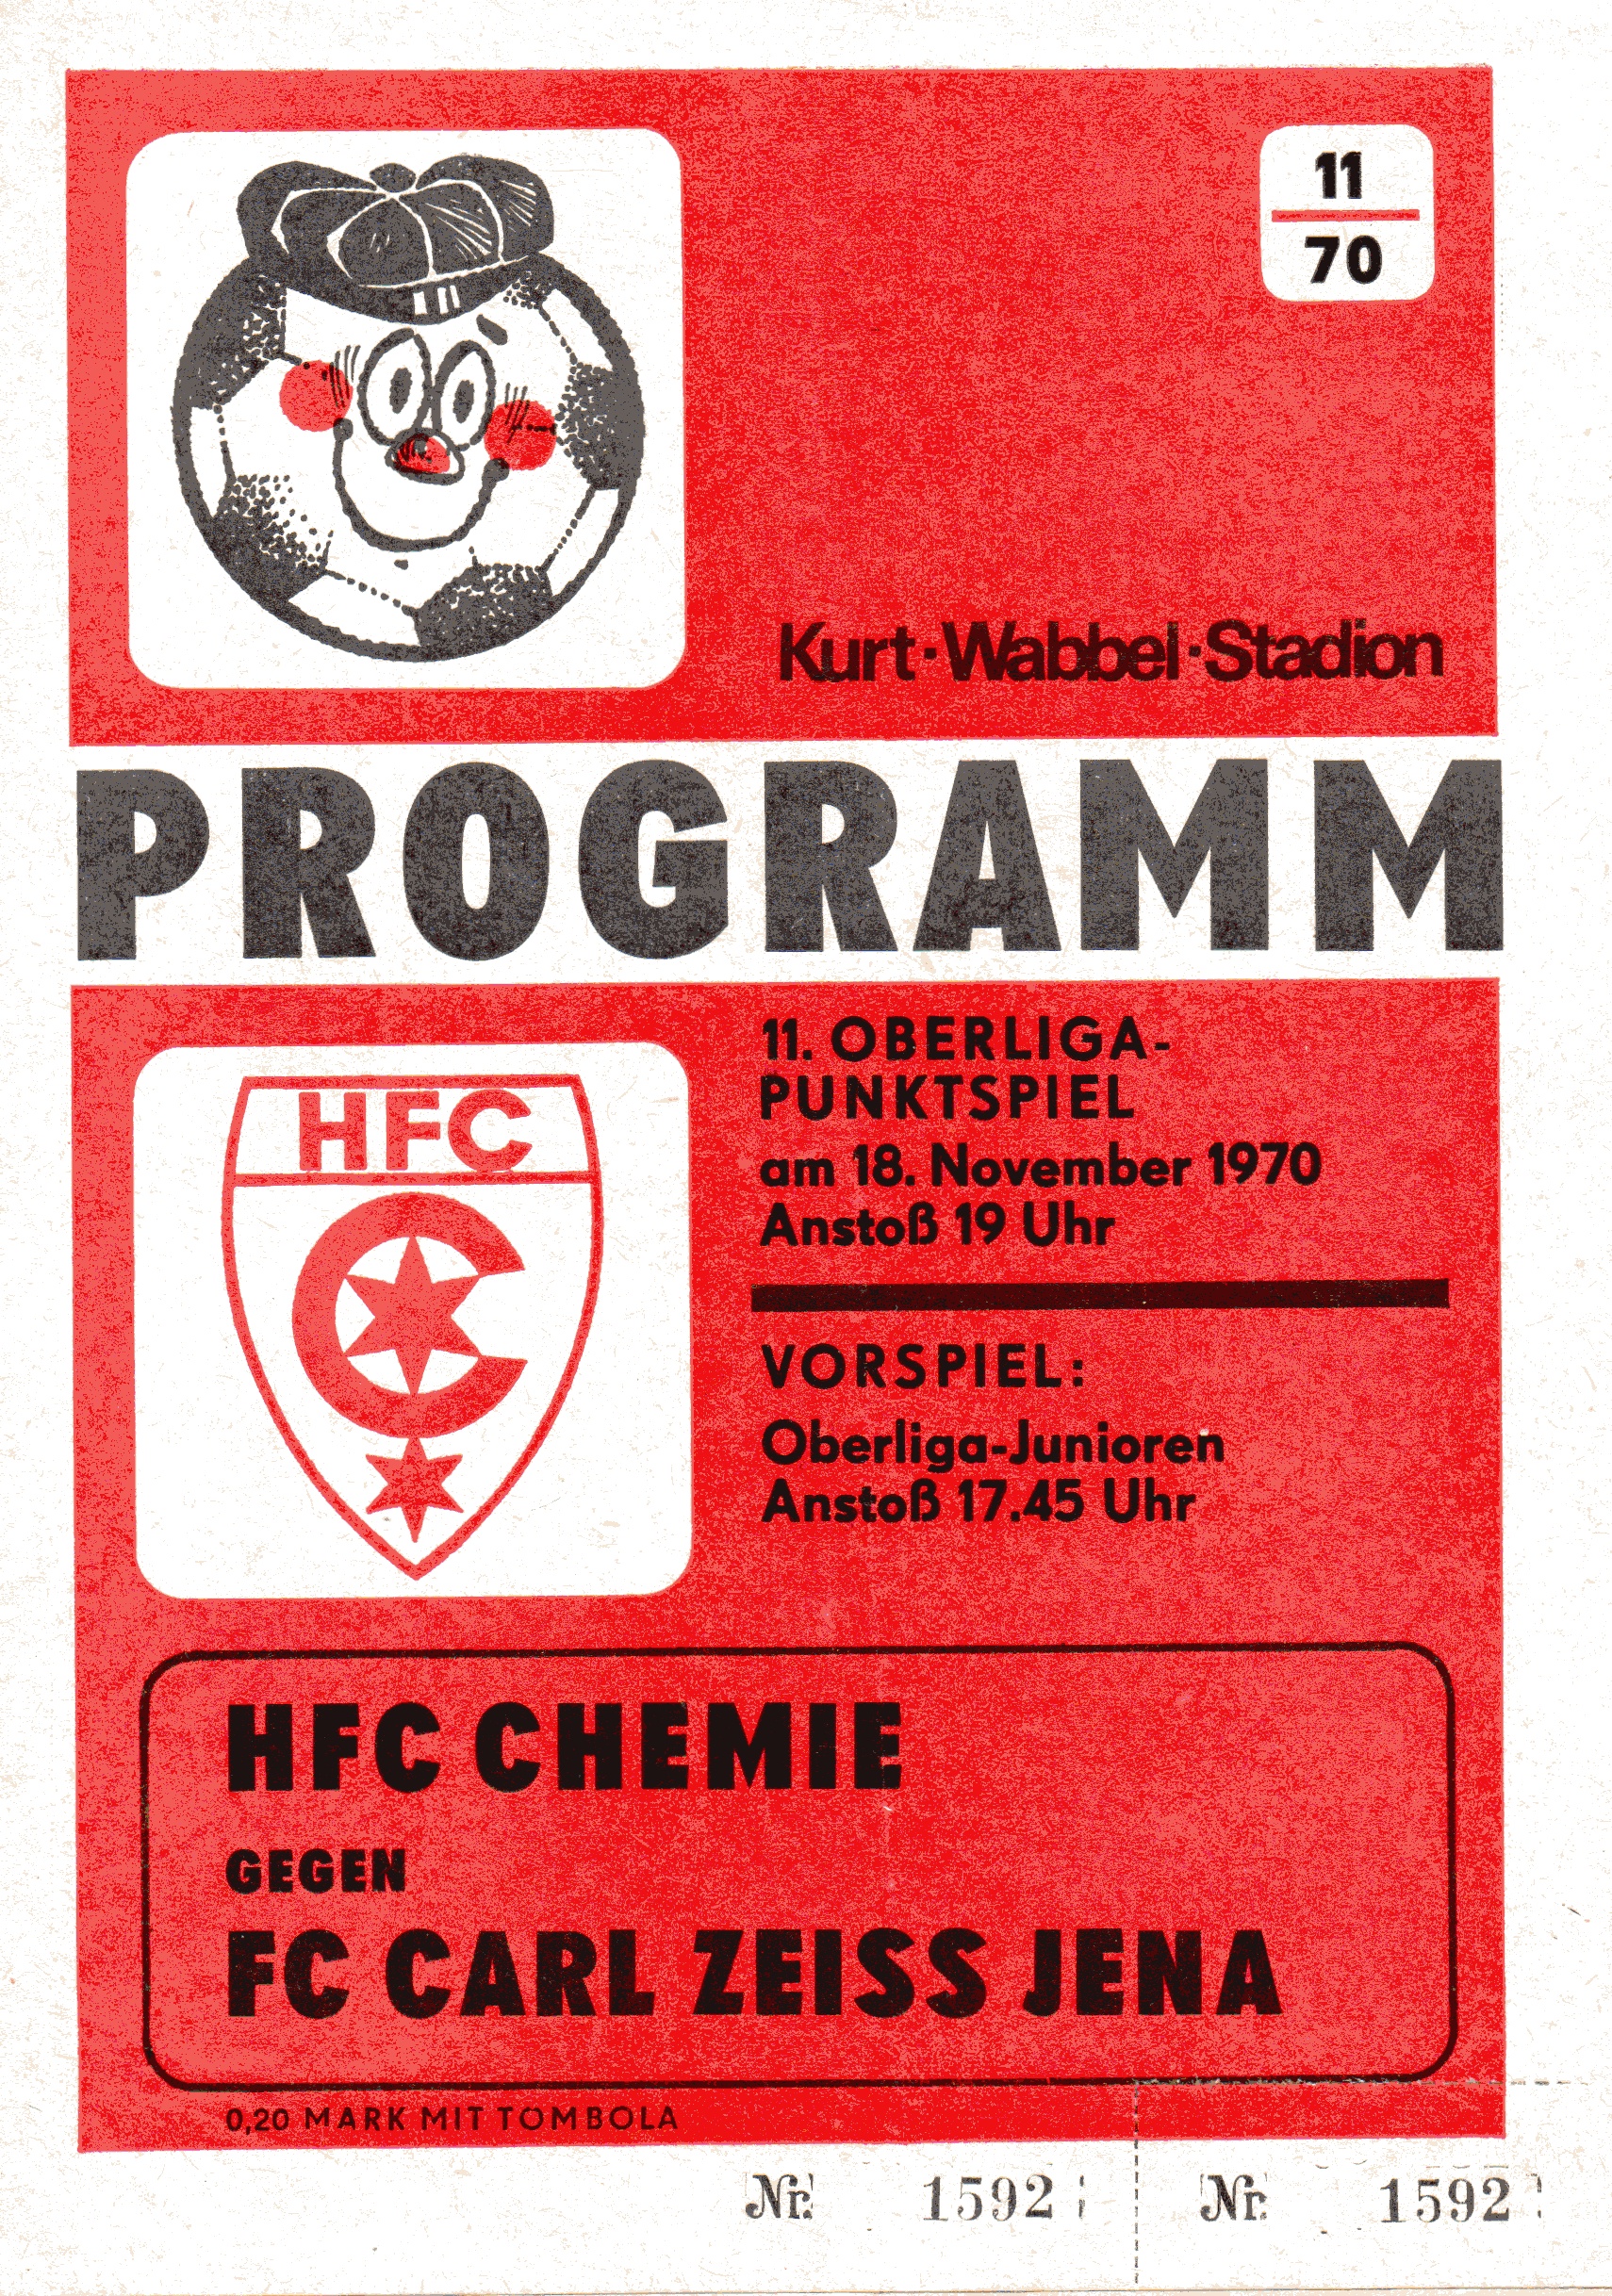 11
70
Kurt·Wabbel·Stadion
PROGRAMM
HFC
11. OBERLIGA-
PUNKTSPIEL
am 18. November 1970
Anstoß 19 Uhr
VORSPIEL:
Oberliga-Junioren
Anstoß 17.45 Uhr
HFC CHEMIE
GEGEN
FC CARL ZEISS JENA
0,20 MARK MIT TOMBOLA
Nr. 1592 Nr. 1592